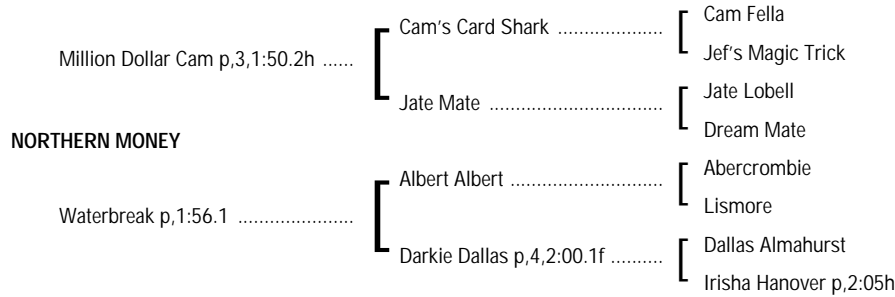 Cam Fella
Cam's Card Shark .....................
Jef's Magic Trick
Million Dollar Cam p,3,1:50.2h ......
Jate Lobell
Jate Mate .................................
Dream Mate
NORTHERN MONEY
Abercrombie
Albert Albert .............................
Lismore
Waterbreak p,1:56.1 ......................
Dallas Almahurst
Darkie Dallas p,4,2:00.1f ..........
Irisha Hanover p,2:05h